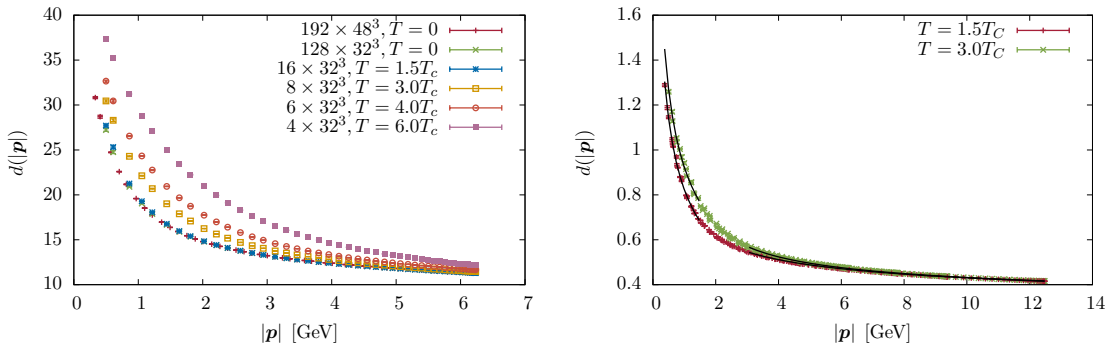 40
35
30
25
20
15
10
0
1
2
3
4
5
6
7
d(|p|)
|p| [GeV]
192 × 48³, T = 0
128 × 32³, T = 0
16 × 32³, T = 1.5T_c
8 × 32³, T = 3.0T_c
6 × 32³, T = 4.0T_c
4 × 32³, T = 6.0T_c
1.6
1.4
1.2
1
0.8
0.6
0.4
0
2
4
6
8
10
12
14
d(|p|)
|p| [GeV]
T = 1.5T_C
T = 3.0T_C